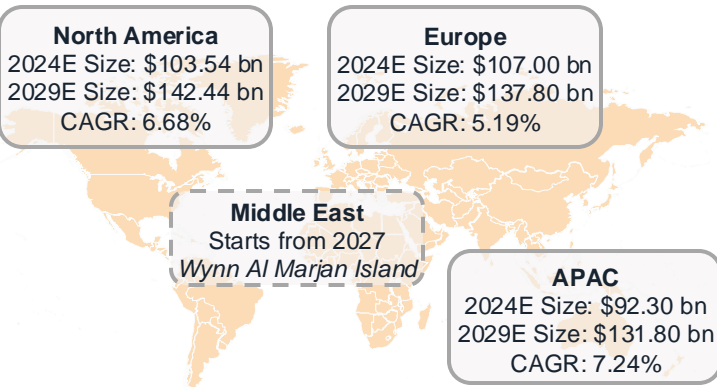 North America
2024E Size: $103.54 bn
2029E Size: $142.44 bn
CAGR: 6.68%
Europe
2024E Size: $107.00 bn
2029E Size: $137.80 bn
CAGR: 5.19%
Middle East
Starts from 2027
Wynn Al Marjan Island
APAC
2024E Size: $92.30 bn
2029E Size: $131.80 bn
CAGR: 7.24%